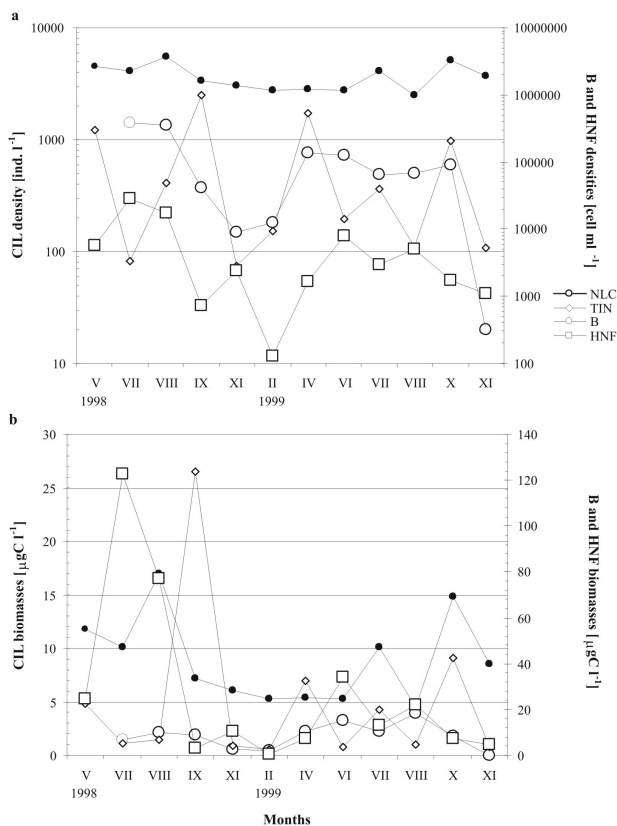 a
10000
1000
100
10
CIL density [ind. l⁻¹]
10000000
1000000
100000
10000
1000
100
B and HNF densities [cell ml ⁻¹]
V VII VIII IX XI II IV VI VII VIII X XI
1998 1999
NLC
TIN
B
HNF
b
30
25
20
15
10
5
0
CIL biomasses [µgC l⁻¹]
140
120
100
80
60
40
20
0
B and HNF biomasses [µgC l⁻¹]
V VII VIII IX XI II IV VI VII VIII X XI
1998 1999
Months